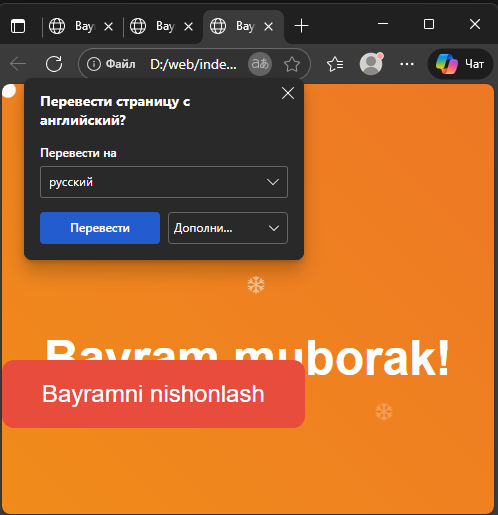 Bay
Bay
Bay
Файл
D:/web/inde...
Чат
Перевести страницу с
английский?
Перевести на
русский
Перевести
Дополни...
Bayram muborak!
Bayramni nishonlash